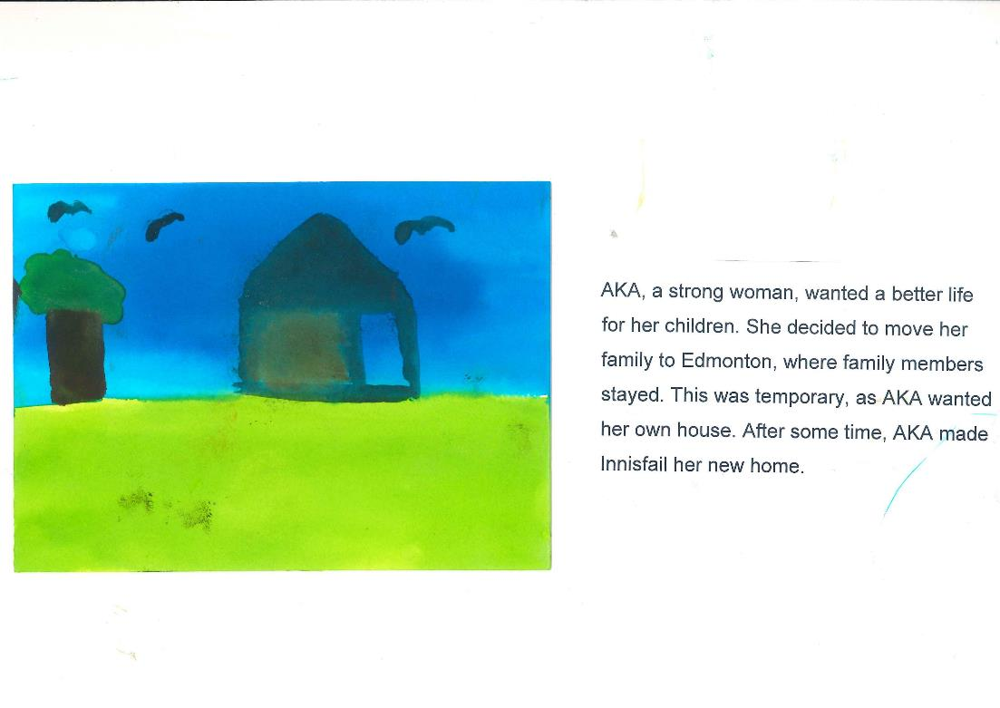 AKA, a strong woman, wanted a better life
for her children. She decided to move her
family to Edmonton, where family members
stayed. This was temporary, as AKA wanted
her own house. After some time, AKA made
Innisfail her new home.